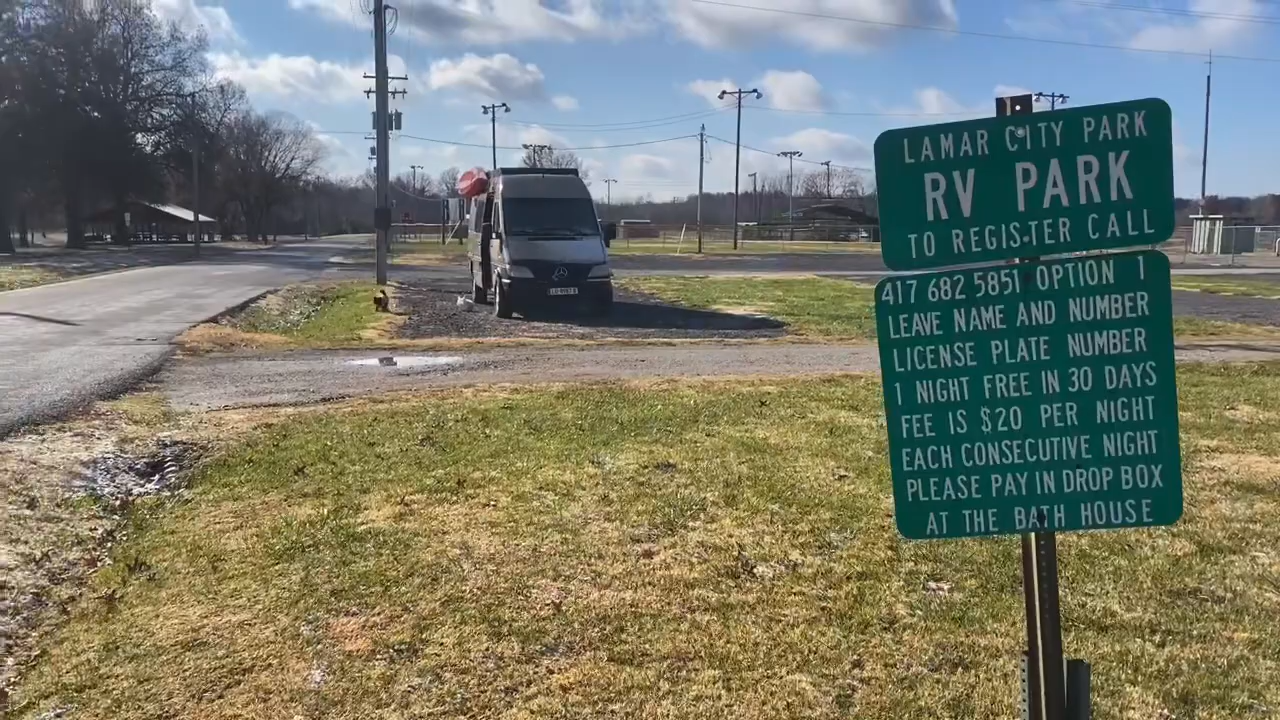 LAMAR CITY PARK
RV PARK
TO REGISTER CALL
417 682 5851 OPTION 1
LEAVE NAME AND NUMBER
LICENSE PLATE NUMBER
1 NIGHT FREE IN 30 DAYS
FEE IS $20 PER NIGHT
EACH CONSECUTIVE NIGHT
PLEASE PAY IN DROP BOX
AT THE BATH HOUSE